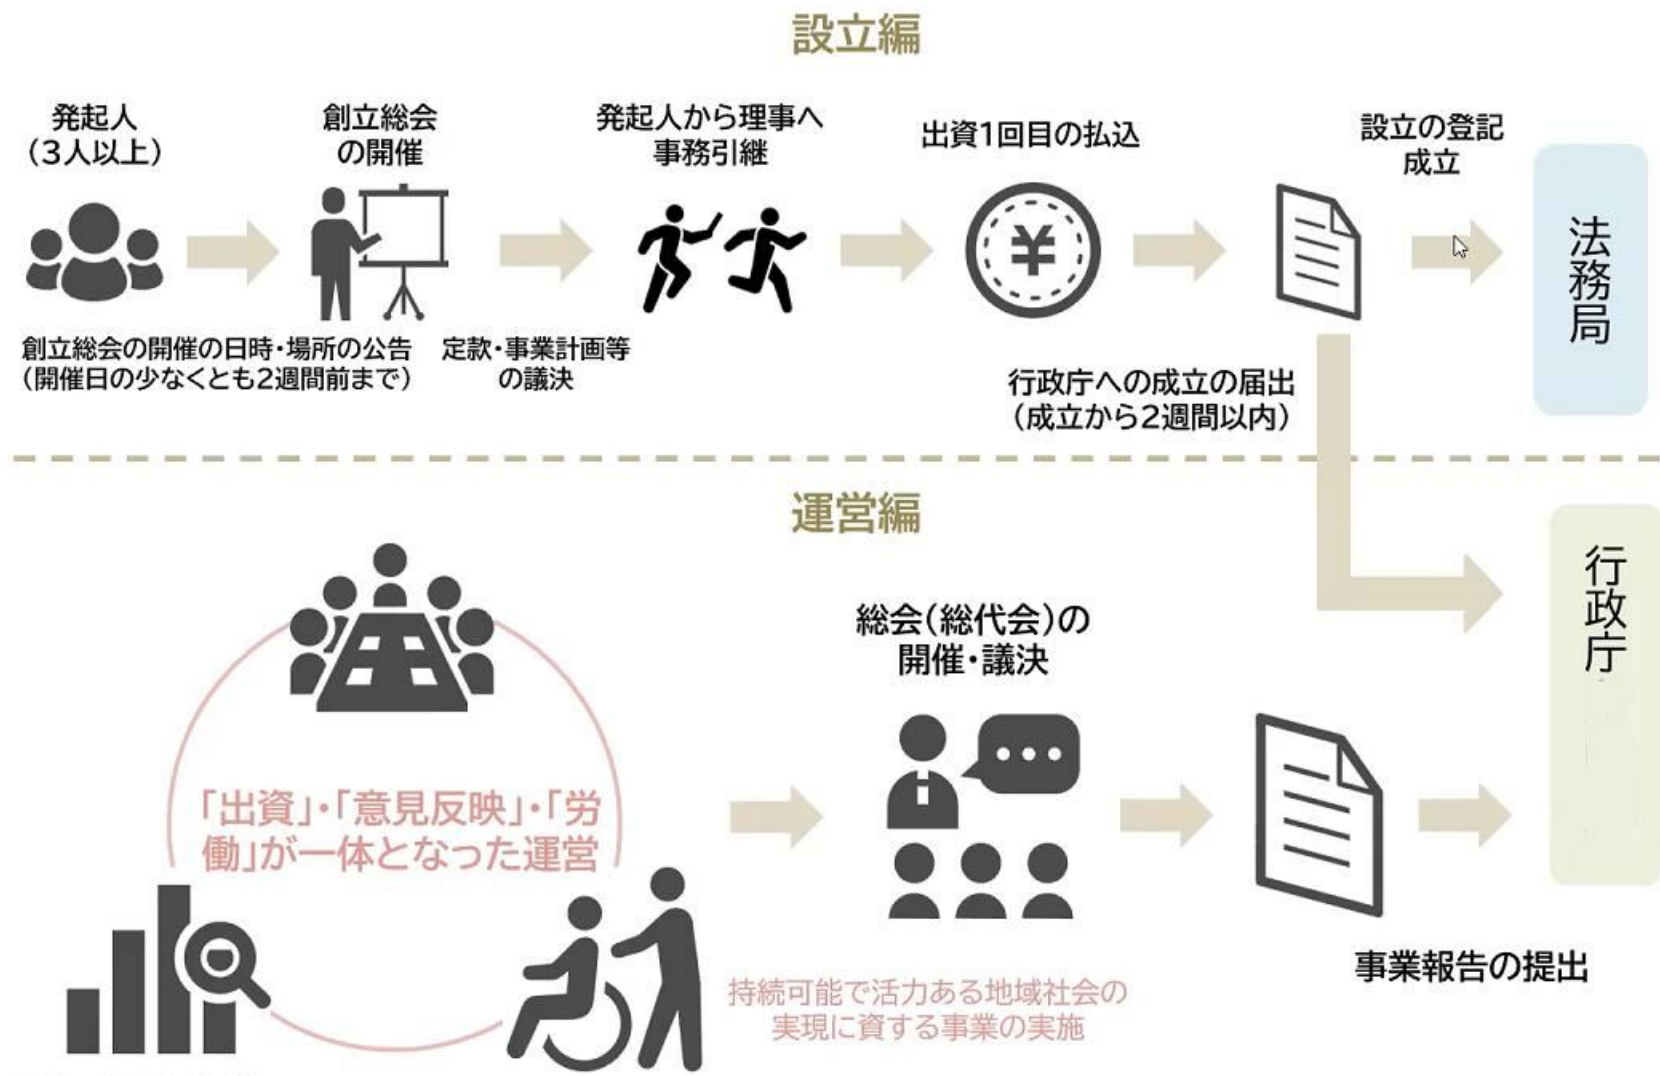 設立編
発起人
（3人以上）
創立総会
の開催
発起人から理事へ
事務引継
出資1回目の払込
設立の登記
成立
法務局
創立総会の開催の日時・場所の公告
（開催日の少なくとも2週間前まで）
定款・事業計画等
の議決
行政庁への成立の届出
（成立から2週間以内）
運営編
行政庁
「出資」・「意見反映」・「労
働」が一体となった運営
総会（総代会）の
開催・議決
持続可能で活力ある地域社会の
実現に資する事業の実施
事業報告の提出